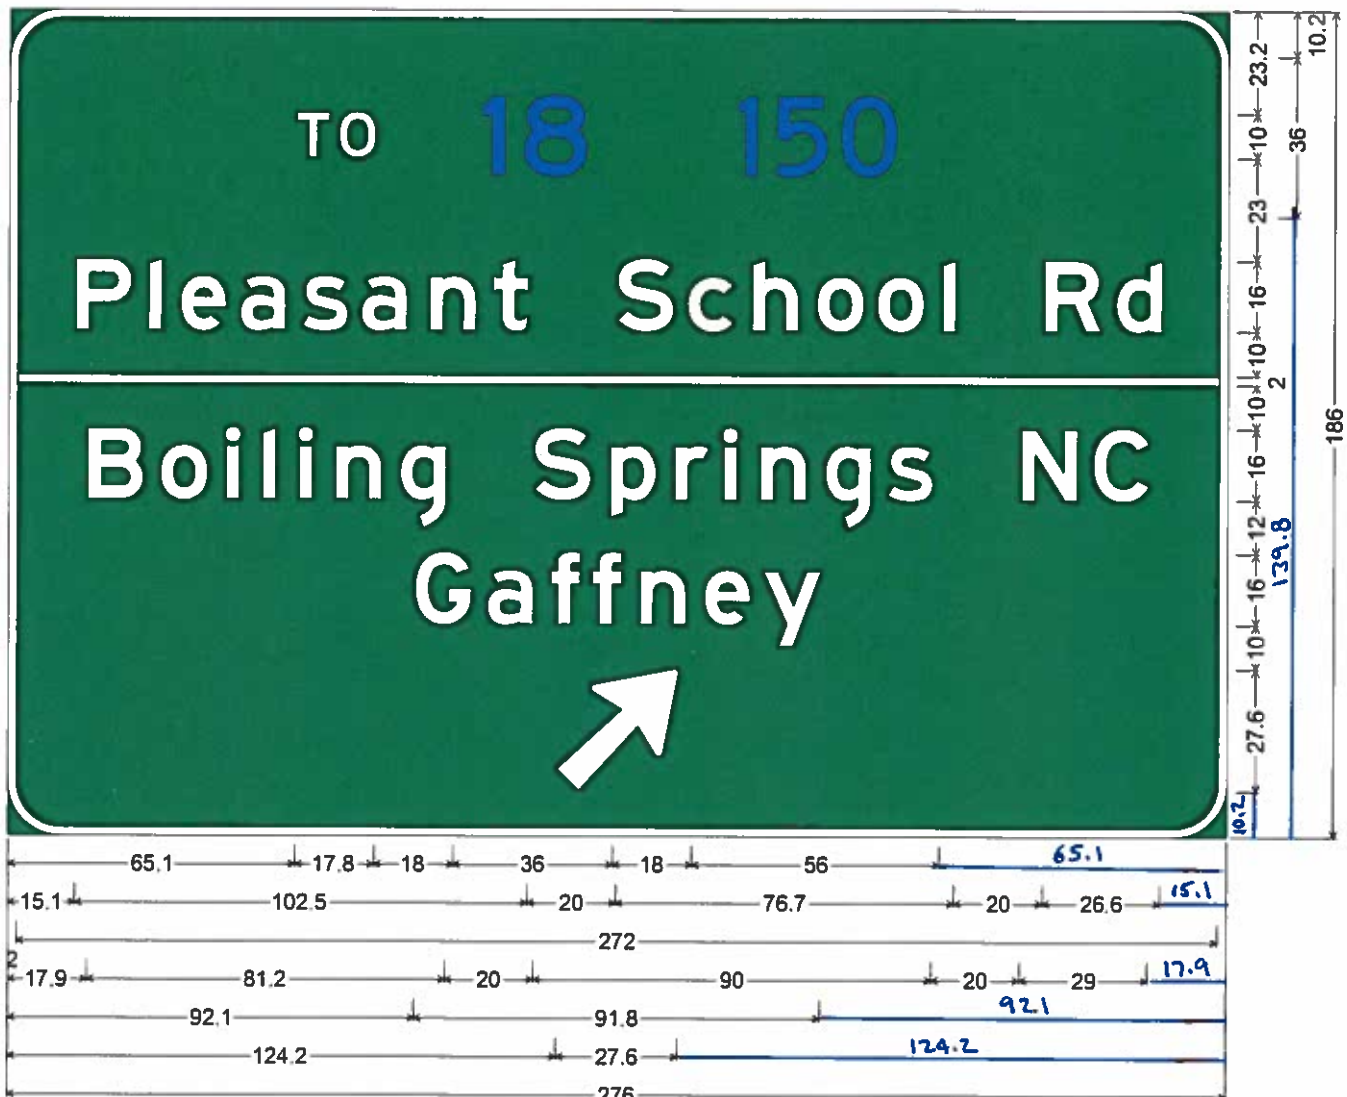 TO 18 150
Pleasant School Rd
Boiling Springs NC
Gaffney
23.2 10 23 16 10 2 10 16 12 16 10 27.6 10.2
10.2 36 139.8
186
65.1 17.8 18 36 18 56 65.1
15.1 102.5 20 76.7 20 26.6 15.1
2 272
17.9 81.2 20 90 20 29 17.9
92.1 91.8 92.1
124.2 27.6 124.2
276